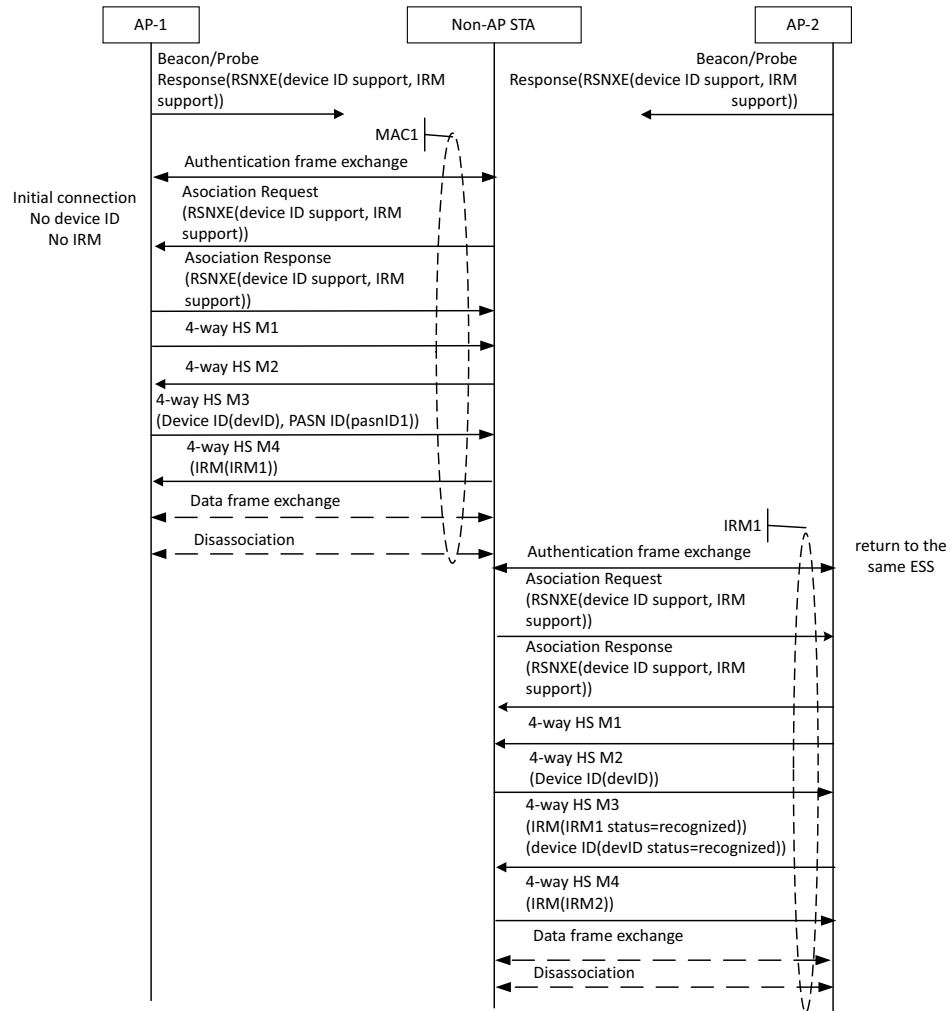 AP-1
Non-AP STA
AP-2
Beacon/Probe
Response(RSNXE(device ID support, IRM
support))
Beacon/Probe
Response(RSNXE(device ID support, IRM
support))
MAC1
Authentication frame exchange
Initial connection
No device ID
No IRM
Asociation Request
(RSNXE(device ID support, IRM
support))
Asociation Response
(RSNXE(device ID support, IRM
support))
4-way HS M1
4-way HS M2
4-way HS M3
(Device ID(devID), PASN ID(pasnID1))
4-way HS M4
(IRM(IRM1))
Data frame exchange
Disassociation
IRM1
Authentication frame exchange
return to the
same ESS
Asociation Request
(RSNXE(device ID support, IRM
support))
Asociation Response
(RSNXE(device ID support, IRM
support))
4-way HS M1
4-way HS M2
(Device ID(devID))
4-way HS M3
(IRM(IRM1 status=recognized))
(device ID(devID status=recognized))
4-way HS M4
(IRM(IRM2))
Data frame exchange
Disassociation